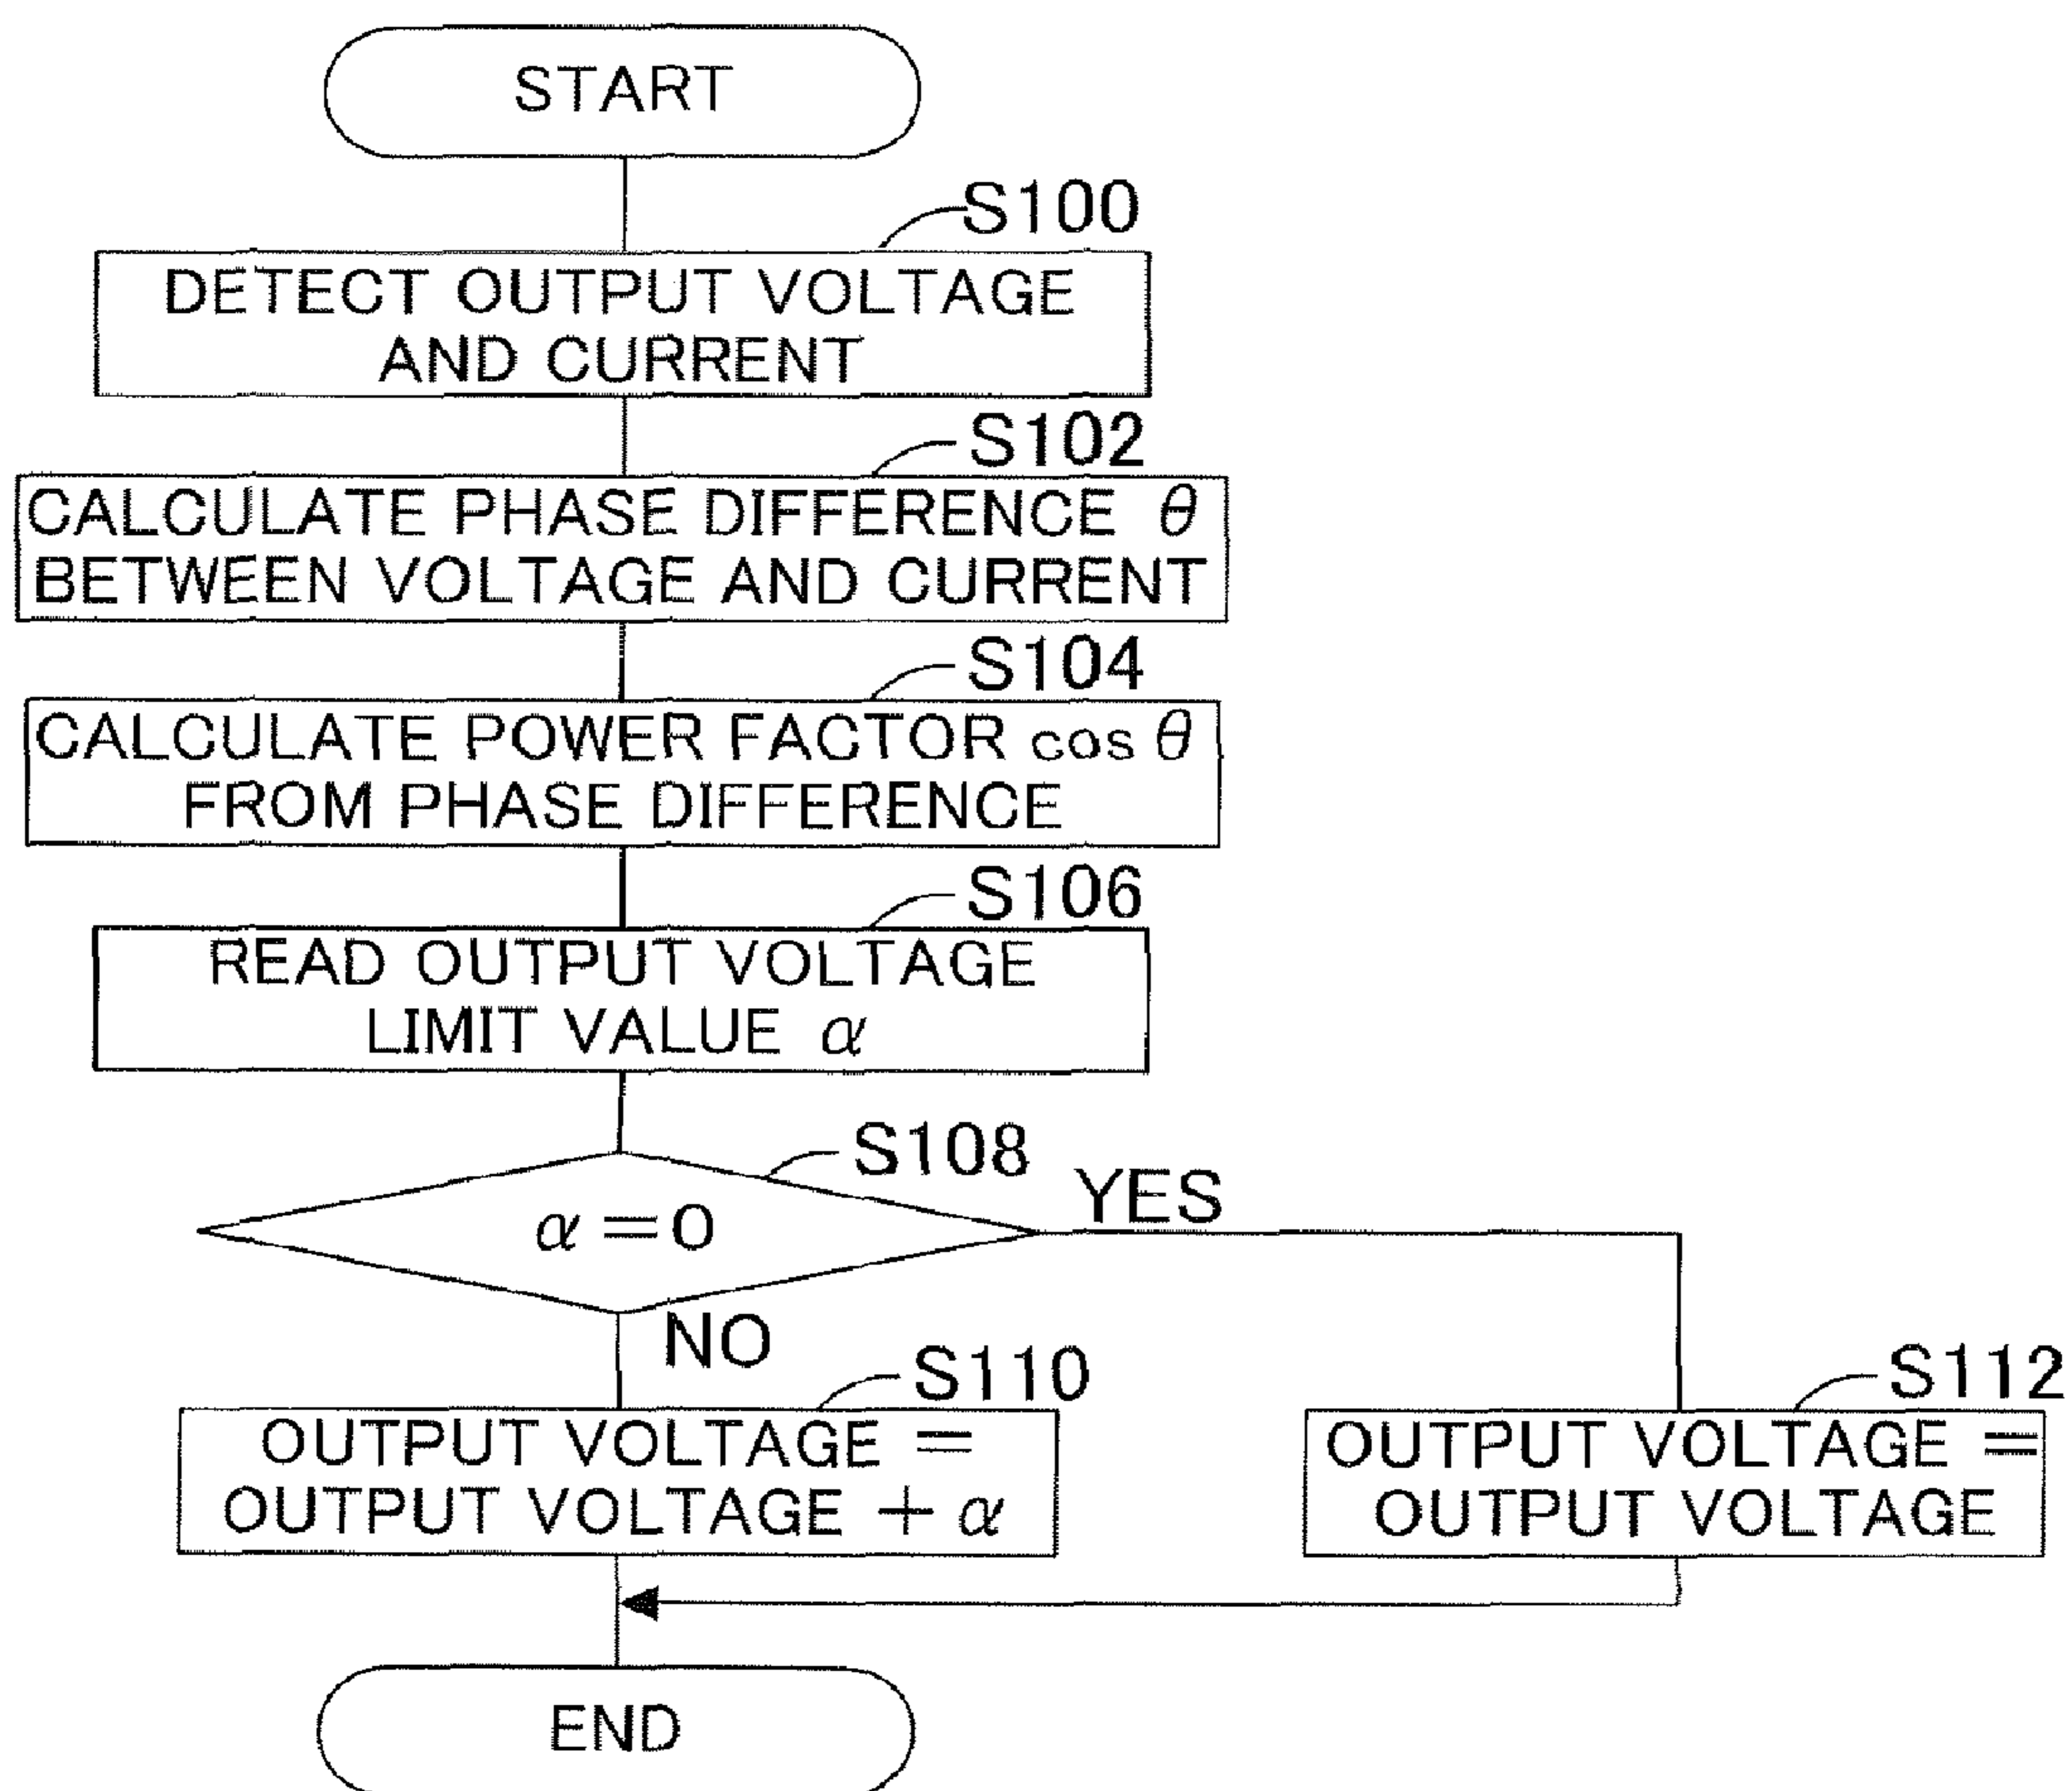 START
S100
DETECT OUTPUT VOLTAGE
AND CURRENT
S102
CALCULATE PHASE DIFFERENCE θ
BETWEEN VOLTAGE AND CURRENT
S104
CALCULATE POWER FACTOR cos θ
FROM PHASE DIFFERENCE
S106
READ OUTPUT VOLTAGE
LIMIT VALUE α
S108
α = 0
YES
NO
S110
OUTPUT VOLTAGE =
OUTPUT VOLTAGE + α
S112
OUTPUT VOLTAGE =
OUTPUT VOLTAGE
END